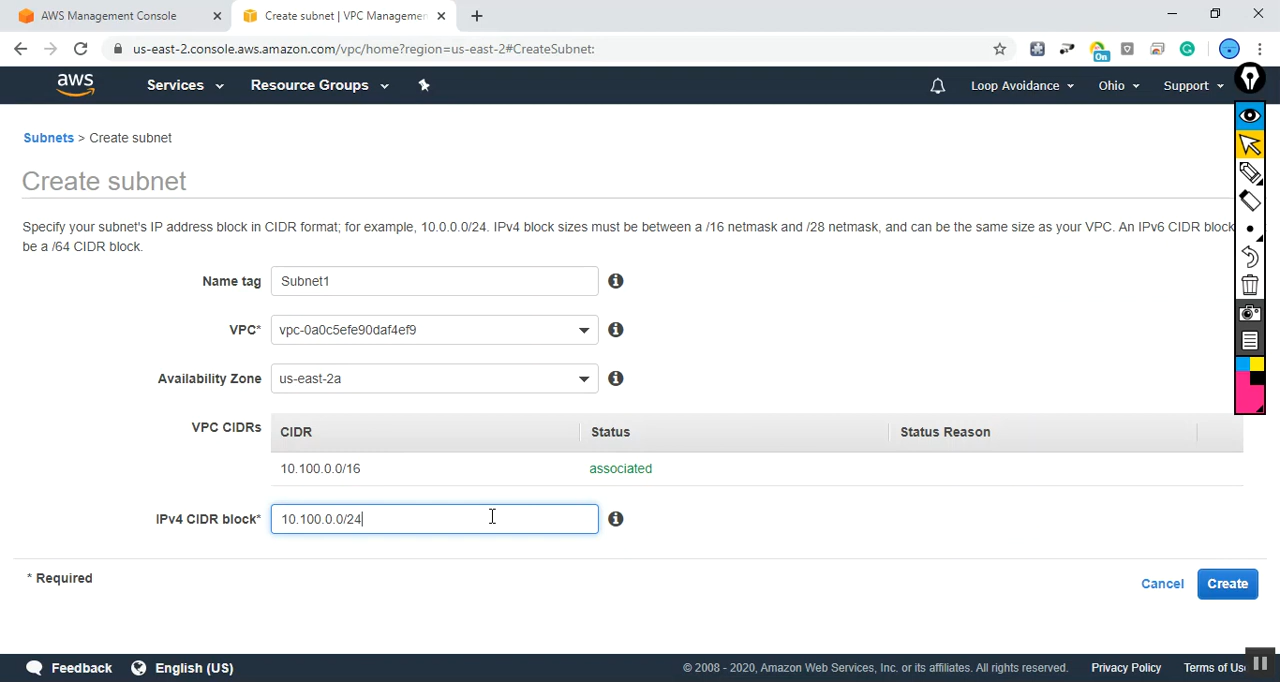 AWS Management Console
Create subnet | VPC Managemen
us-east-2.console.aws.amazon.com/vpc/home?region=us-east-2#CreateSubnet:
On
aws Services Resource Groups Loop Avoidance Ohio Support
Subnets > Create subnet
Create subnet
Specify your subnet's IP address block in CIDR format; for example, 10.0.0.0/24. IPv4 block sizes must be between a /16 netmask and /28 netmask, and can be the same size as your VPC. An IPv6 CIDR block
be a /64 CIDR block.
Name tag Subnet1
VPC* vpc-0a0c5efe90daf4ef9
Availability Zone us-east-2a
VPC CIDRs CIDR Status Status Reason
10.100.0.0/16 associated
IPv4 CIDR block* 10.100.0.0/24
* Required
Cancel Create
Feedback English (US) © 2008 - 2020, Amazon Web Services, Inc. or its affiliates. All rights reserved. Privacy Policy Terms of Us